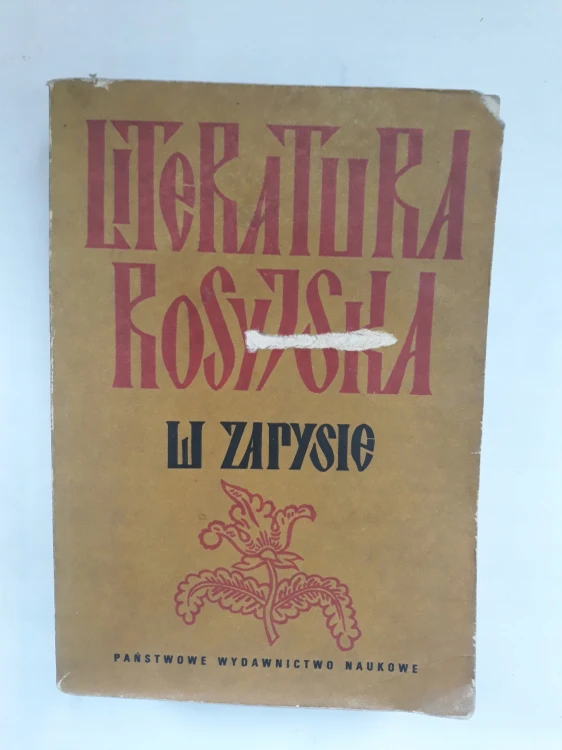 LITERATURA
ROSYJSKA
W ZARYSIE
PAŃSTWOWE WYDAWNICTWO NAUKOWE